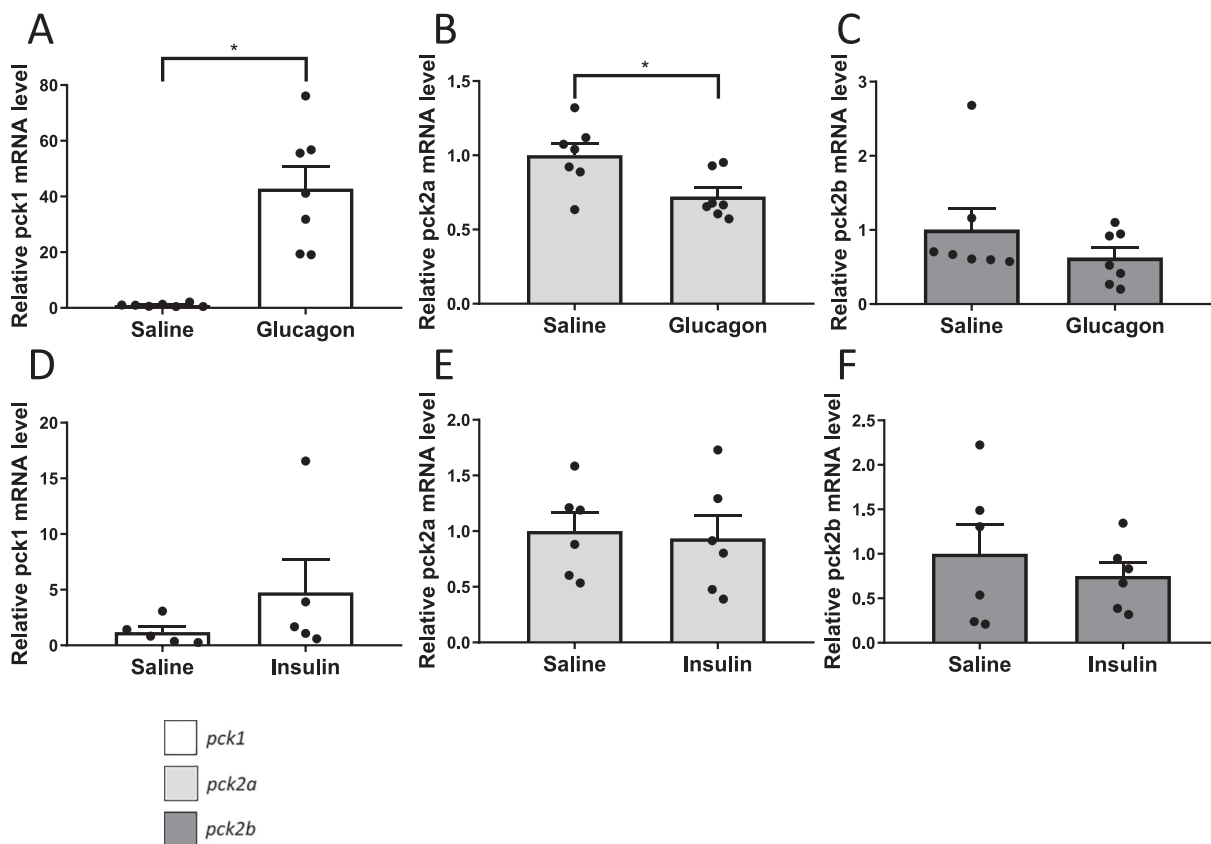 A
Relative pck1 mRNA level
80
60
40
20
0
*
Saline
Glucagon
B
Relative pck2a mRNA level
1.5
1.0
0.5
0.0
*
Saline
Glucagon
C
Relative pck2b mRNA level
3
2
1
0
Saline
Glucagon
D
Relative pck1 mRNA level
20
15
10
5
0
Saline
Insulin
E
Relative pck2a mRNA level
2.0
1.5
1.0
0.5
0.0
Saline
Insulin
F
Relative pck2b mRNA level
2.5
2.0
1.5
1.0
0.5
0.0
Saline
Insulin
pck1
pck2a
pck2b